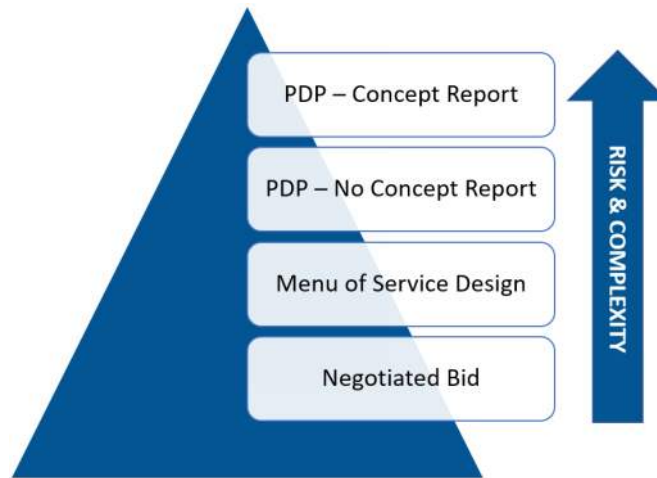 PDP – Concept Report
PDP – No Concept Report
Menu of Service Design
Negotiated Bid
RISK & COMPLEXITY